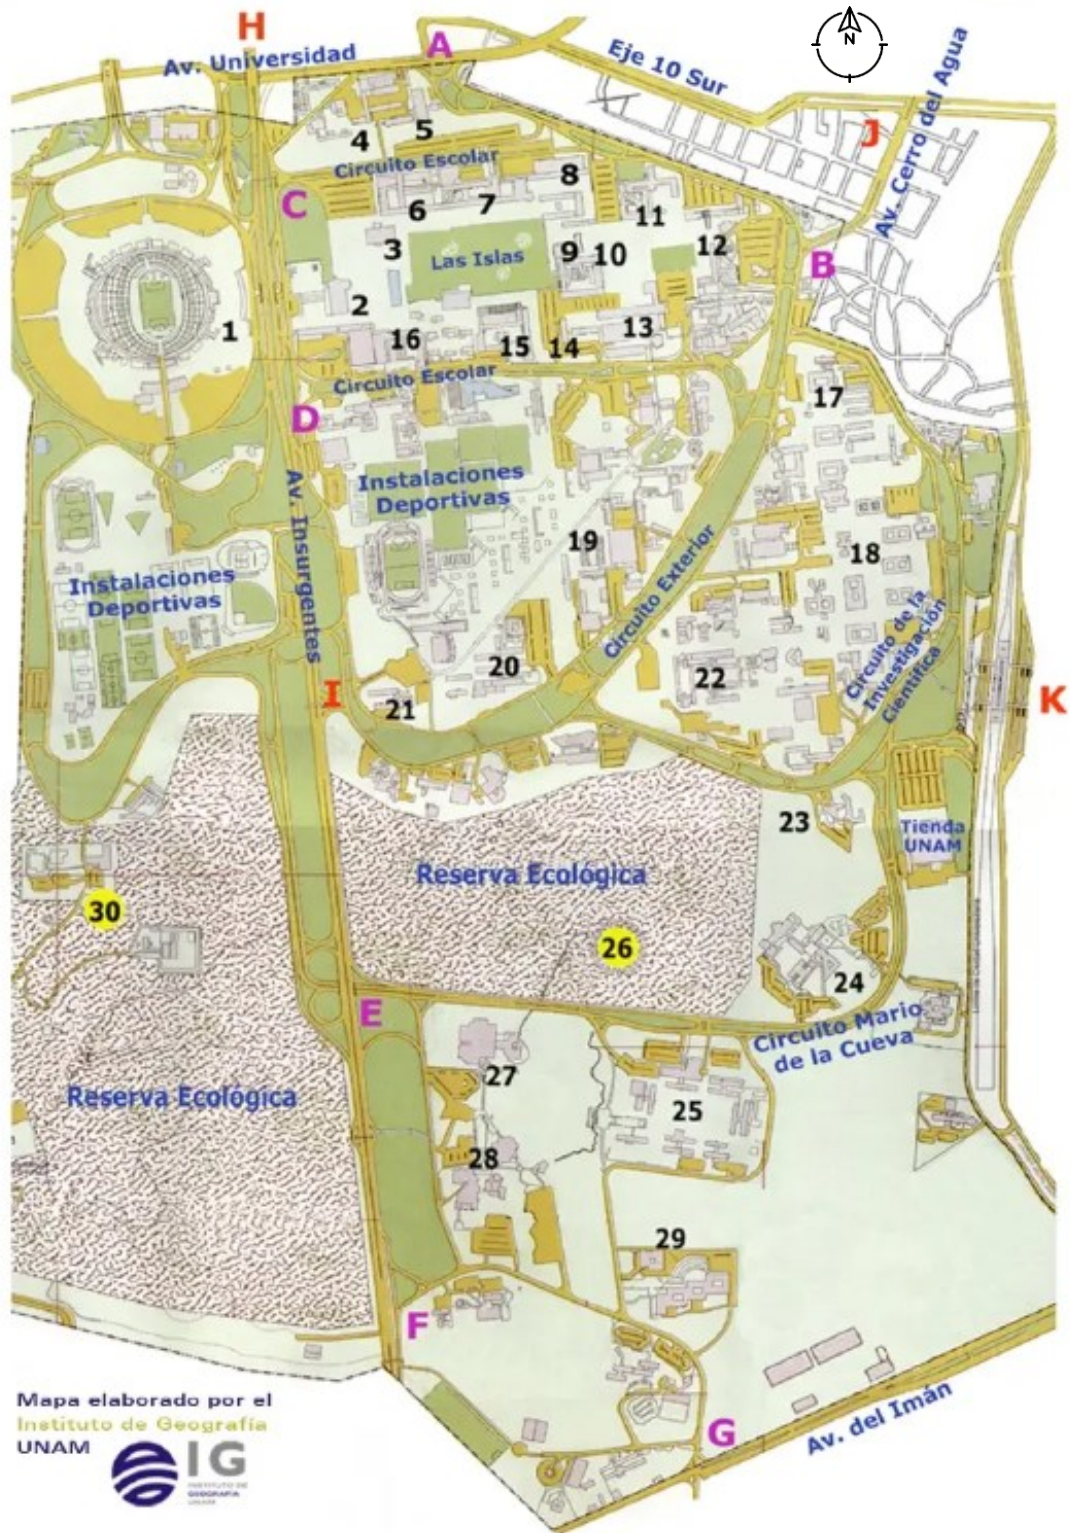 H
A
Av. Universidad
Eje 10 Sur
N
Av. Cerro del Agua
J
4
5
Circuito Escolar
8
C
6
7
11
3
Las Islas
9
10
12
B
2
1
16
15
14
13
Circuito Escolar
17
D
Instalaciones
Deportivas
Av. Insurgentes
19
Circuito Exterior
18
Instalaciones
Deportivas
Circuito de la
Investigación
Científica
20
22
I
21
K
23
Tienda
UNAM
Reserva Ecológica
30
26
24
E
Circuito Mario
de la Cueva
27
Reserva Ecológica
25
28
29
F
Av. del Imán
G
Mapa elaborado por el
Instituto de Geografía
UNAM
IG
INSTITUTO DE
GEOGRAFIA
UNAM